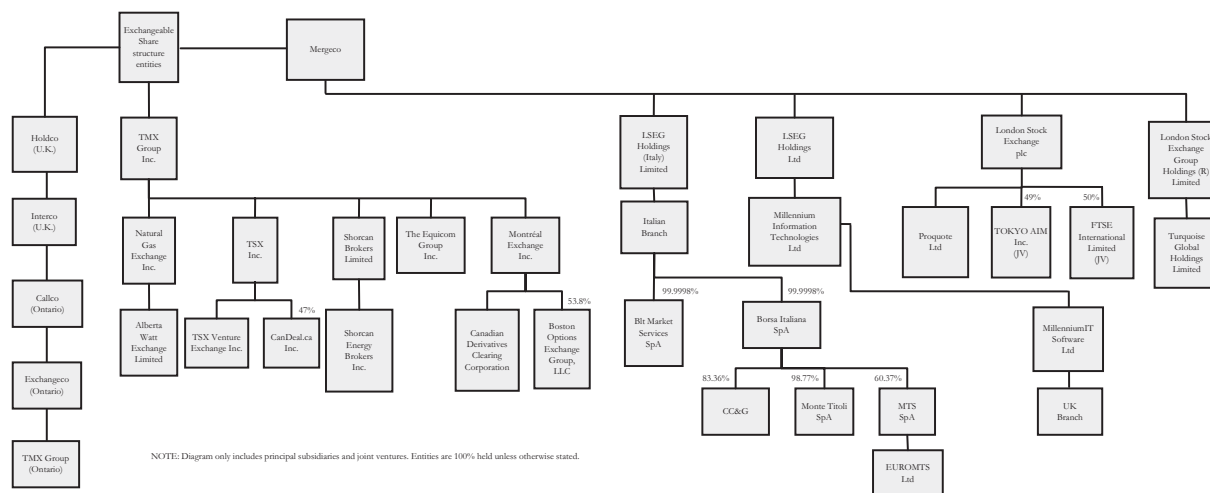 Exchangeable
Share
structure
entities
Mergeco
Holdco
(U.K.)
TMX
Group
Inc.
LSEG
Holdings
(Italy)
Limited
LSEG
Holdings
Ltd
London Stock
Exchange
plc
London Stock
Exchange
Group
Holdings (R)
Limited
Interco
(U.K.)
Natural
Gas
Exchange
Inc.
TSX
Inc.
Shorcan
Brokers
Limited
The Equicom
Group
Inc.
Montréal
Exchange
Inc.
Italian
Branch
Millennium
Information
Technologies
Ltd
Proquote
Ltd
49%
TOKYO AIM
Inc.
(JV)
50%
FTSE
International
Limited
(JV)
Turquoise
Global
Holdings
Limited
Callco
(Ontario)
Alberta
Watt
Exchange
Limited
TSX Venture
Exchange Inc.
47%
CanDeal.ca
Inc.
Shorcan
Energy
Brokers
Inc.
Canadian
Derivatives
Clearing
Corporation
53.8%
Boston
Options
Exchange
Group,
LLC
99.9998%
BIt Market
Services
SpA
99.9998%
Borsa Italiana
SpA
MillenniumIT
Software
Ltd
Exchangeco
(Ontario)
83.36%
CC&G
98.77%
Monte Titoli
SpA
60.37%
MTS
SpA
UK
Branch
TMX Group
(Ontario)
EUROMTS
Ltd
NOTE: Diagram only includes principal subsidiaries and joint ventures. Entities are 100% held unless otherwise stated.